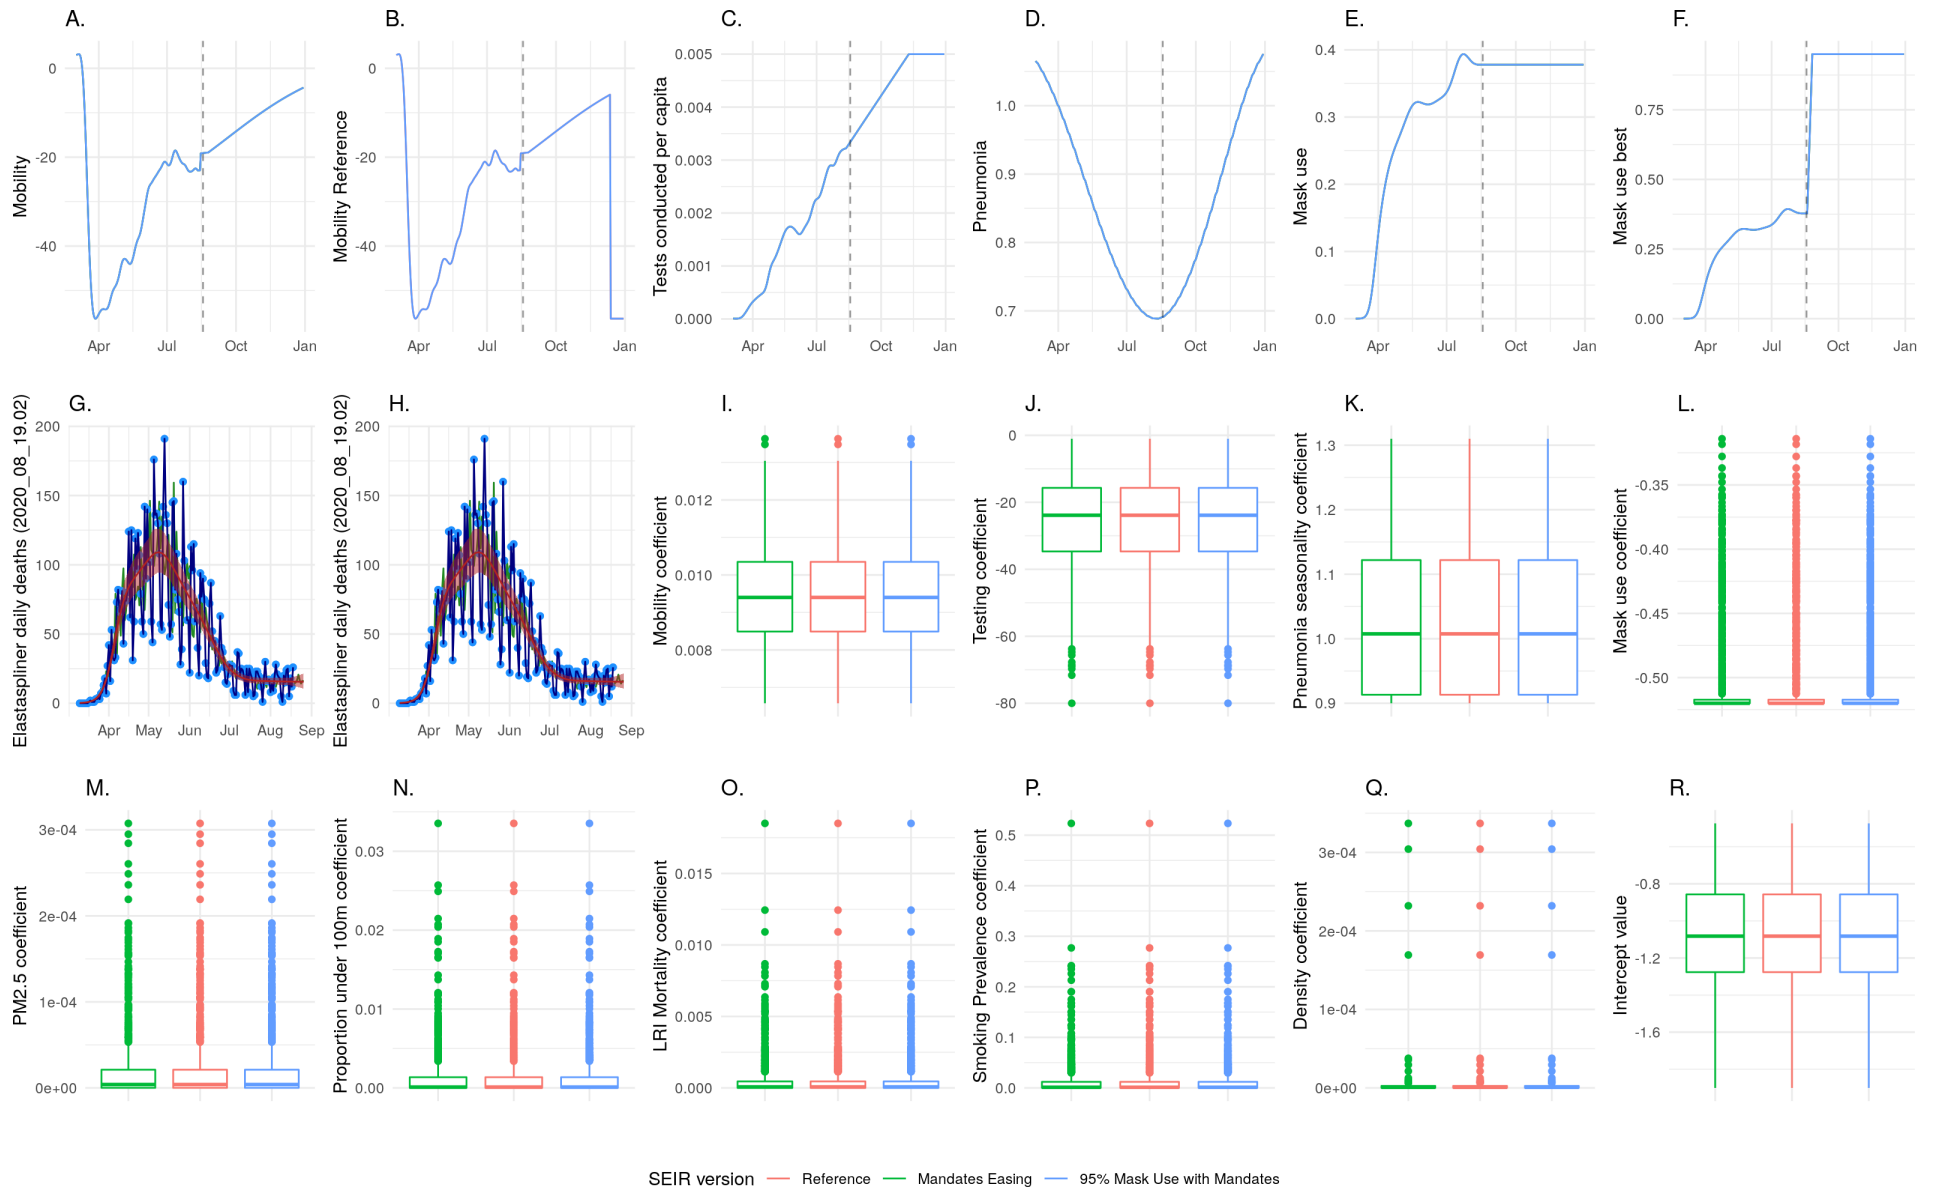 A.
Mobility
0
-20
-40
Apr Jul Oct Jan
B.
Mobility Reference
0
-20
-40
Apr Jul Oct Jan
C.
Tests conducted per capita
0.005
0.004
0.003
0.002
0.001
0.000
Apr Jul Oct Jan
D.
Pneumonia
1.0
0.9
0.8
0.7
Apr Jul Oct Jan
E.
Mask use
0.4
0.3
0.2
0.1
0.0
Apr Jul Oct Jan
F.
Mask use best
0.75
0.50
0.25
0.00
Apr Jul Oct Jan
G.
Elastaspliner daily deaths (2020_08_19.02)
200
150
100
50
0
Apr May Jun Jul Aug Sep
H.
Elastaspliner daily deaths (2020_08_19.02)
200
150
100
50
0
Apr May Jun Jul Aug Sep
I.
Mobility coefficient
0.012
0.010
0.008
J.
Testing coefficient
0
-20
-40
-60
-80
K.
Pneumonia seasonality coefficient
1.3
1.2
1.1
1.0
0.9
L.
Mask use coefficient
-0.35
-0.40
-0.45
-0.50
M.
PM2.5 coefficient
3e-04
2e-04
1e-04
0e+00
N.
Proportion under 100m coefficient
0.03
0.02
0.01
0.00
O.
LRI Mortality coefficient
0.015
0.010
0.005
0.000
P.
Smoking Prevalence coefficient
0.5
0.4
0.3
0.2
0.1
0.0
Q.
Density coefficient
3e-04
2e-04
1e-04
0e+00
R.
Intercept value
-0.8
-1.2
-1.6
SEIR version Reference Mandates Easing 95% Mask Use with Mandates